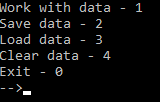 Work with data - 1
Save data - 2
Load data - 3
Clear data - 4
Exit - 0
-->